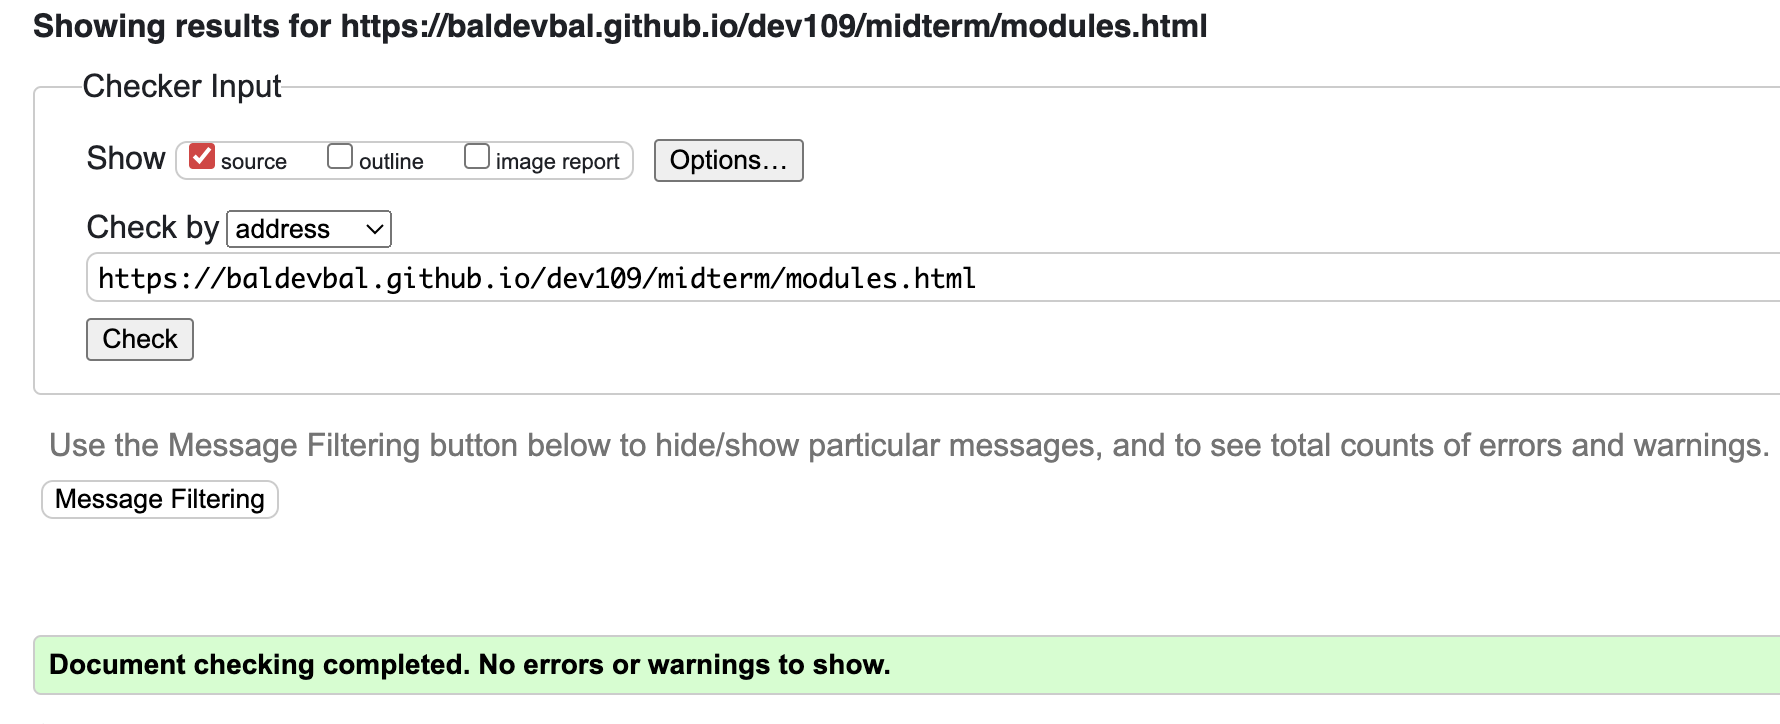 Showing results for https://baldevbal.github.io/dev109/midterm/modules.html
Checker Input
Show source outline image report Options...
Check by address
https://baldevbal.github.io/dev109/midterm/modules.html
Check
Use the Message Filtering button below to hide/show particular messages, and to see total counts of errors and warnings.
Message Filtering
Document checking completed. No errors or warnings to show.